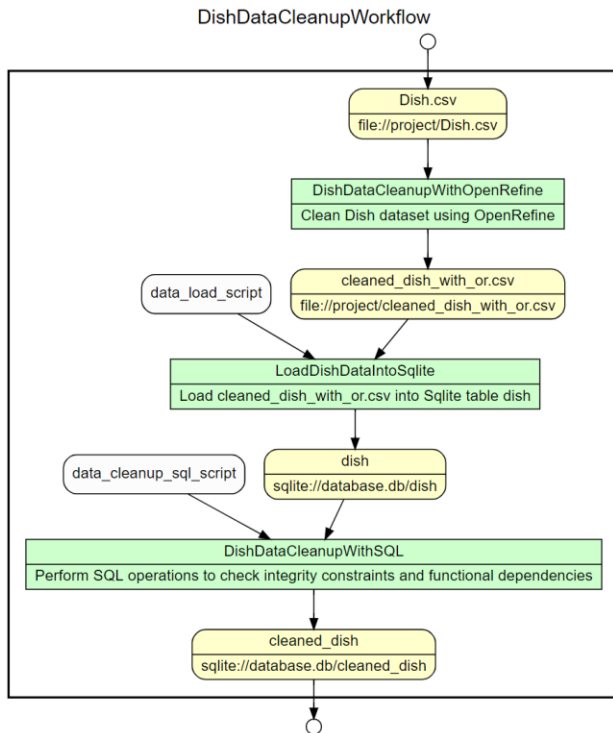 DishDataCleanupWorkflow
Dish.csv
file://project/Dish.csv
DishDataCleanupWithOpenRefine
Clean Dish dataset using OpenRefine
data_load_script
cleaned_dish_with_or.csv
file://project/cleaned_dish_with_or.csv
LoadDishDataIntoSqlite
Load cleaned_dish_with_or.csv into Sqlite table dish
data_cleanup_sql_script
dish
sqlite://database.db/dish
DishDataCleanupWithSQL
Perform SQL operations to check integrity constraints and functional dependencies
cleaned_dish
sqlite://database.db/cleaned_dish